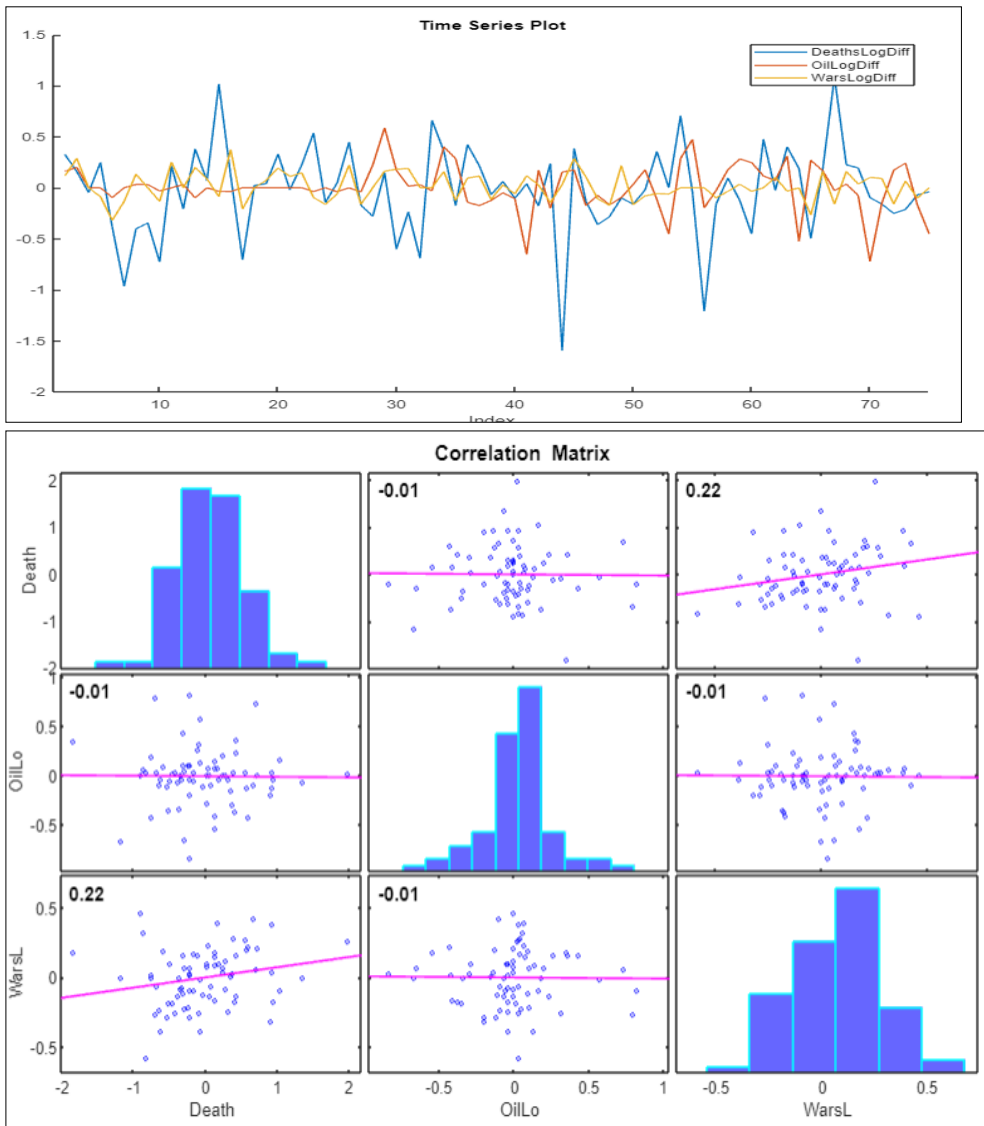 Time Series Plot
DeathsLogDiff
OilLogDiff
WarsLogDiff
1.5
1
0.5
0
-0.5
-1
-1.5
-2
10 20 30 40 50 60 70
Index
Correlation Matrix
Death
2
1
0
-1
-2
-0.01
0.22
OilLo
1
0.5
0
-0.5
-0.01
-0.01
WarsL
0.5
0
-0.5
0.22
-0.01
-2 -1 0 1 2
-0.5 0 0.5 1
-0.5 0 0.5
Death OilLo WarsL